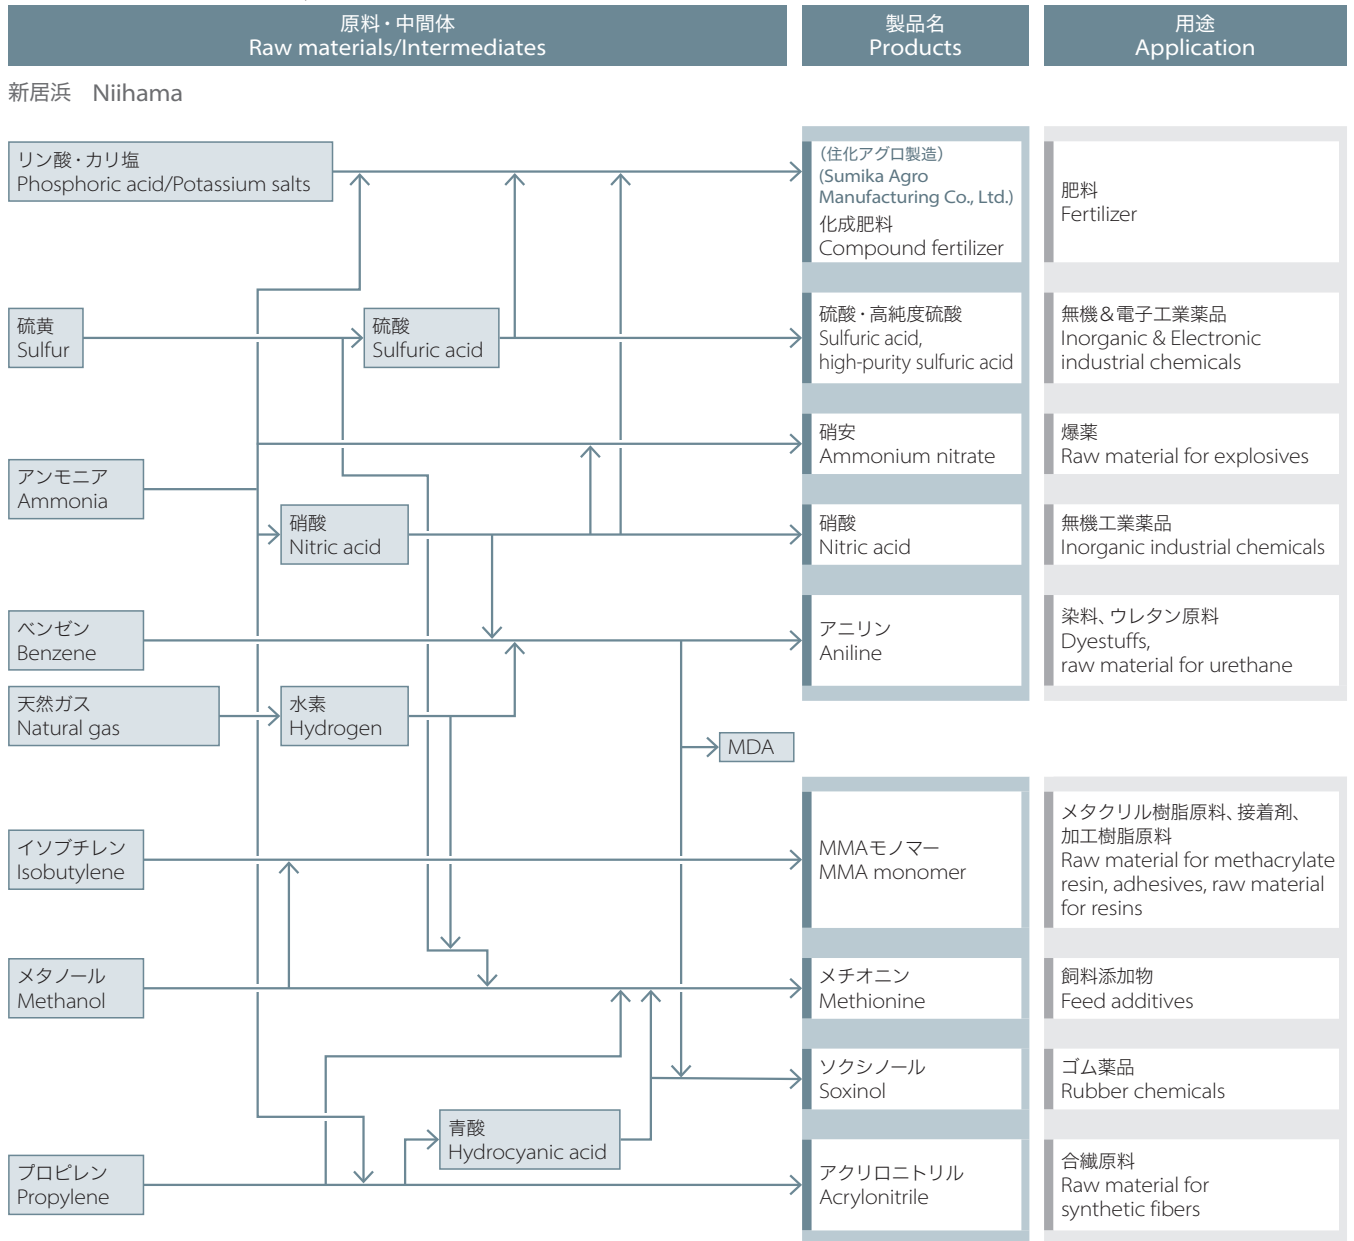 原料・中間体
Raw materials/Intermediates
製品名
Products
用途
Application
新居浜 Niihama
リン酸・カリ塩
Phosphoric acid/Potassium salts
(住化アグロ製造)
(Sumika Agro
Manufacturing Co., Ltd.)
化成肥料
Compound fertilizer
肥料
Fertilizer
硫黄
Sulfur
硫酸
Sulfuric acid
硫酸・高純度硫酸
Sulfuric acid,
high-purity sulfuric acid
無機&電子工業薬品
Inorganic & Electronic
industrial chemicals
アンモニア
Ammonia
硝安
Ammonium nitrate
爆薬
Raw material for explosives
硝酸
Nitric acid
硝酸
Nitric acid
無機工業薬品
Inorganic industrial chemicals
ベンゼン
Benzene
アニリン
Aniline
染料、ウレタン原料
Dyestuffs,
raw material for urethane
天然ガス
Natural gas
水素
Hydrogen
MDA
イソブチレン
Isobutylene
MMAモノマー
MMA monomer
メタクリル樹脂原料、接着剤、
加工樹脂原料
Raw material for methacrylate
resin, adhesives, raw material
for resins
メタノール
Methanol
メチオニン
Methionine
飼料添加物
Feed additives
ソクシノール
Soxinol
ゴム薬品
Rubber chemicals
青酸
Hydrocyanic acid
プロピレン
Propylene
アクリロニトリル
Acrylonitrile
合繊原料
Raw material for
synthetic fibers